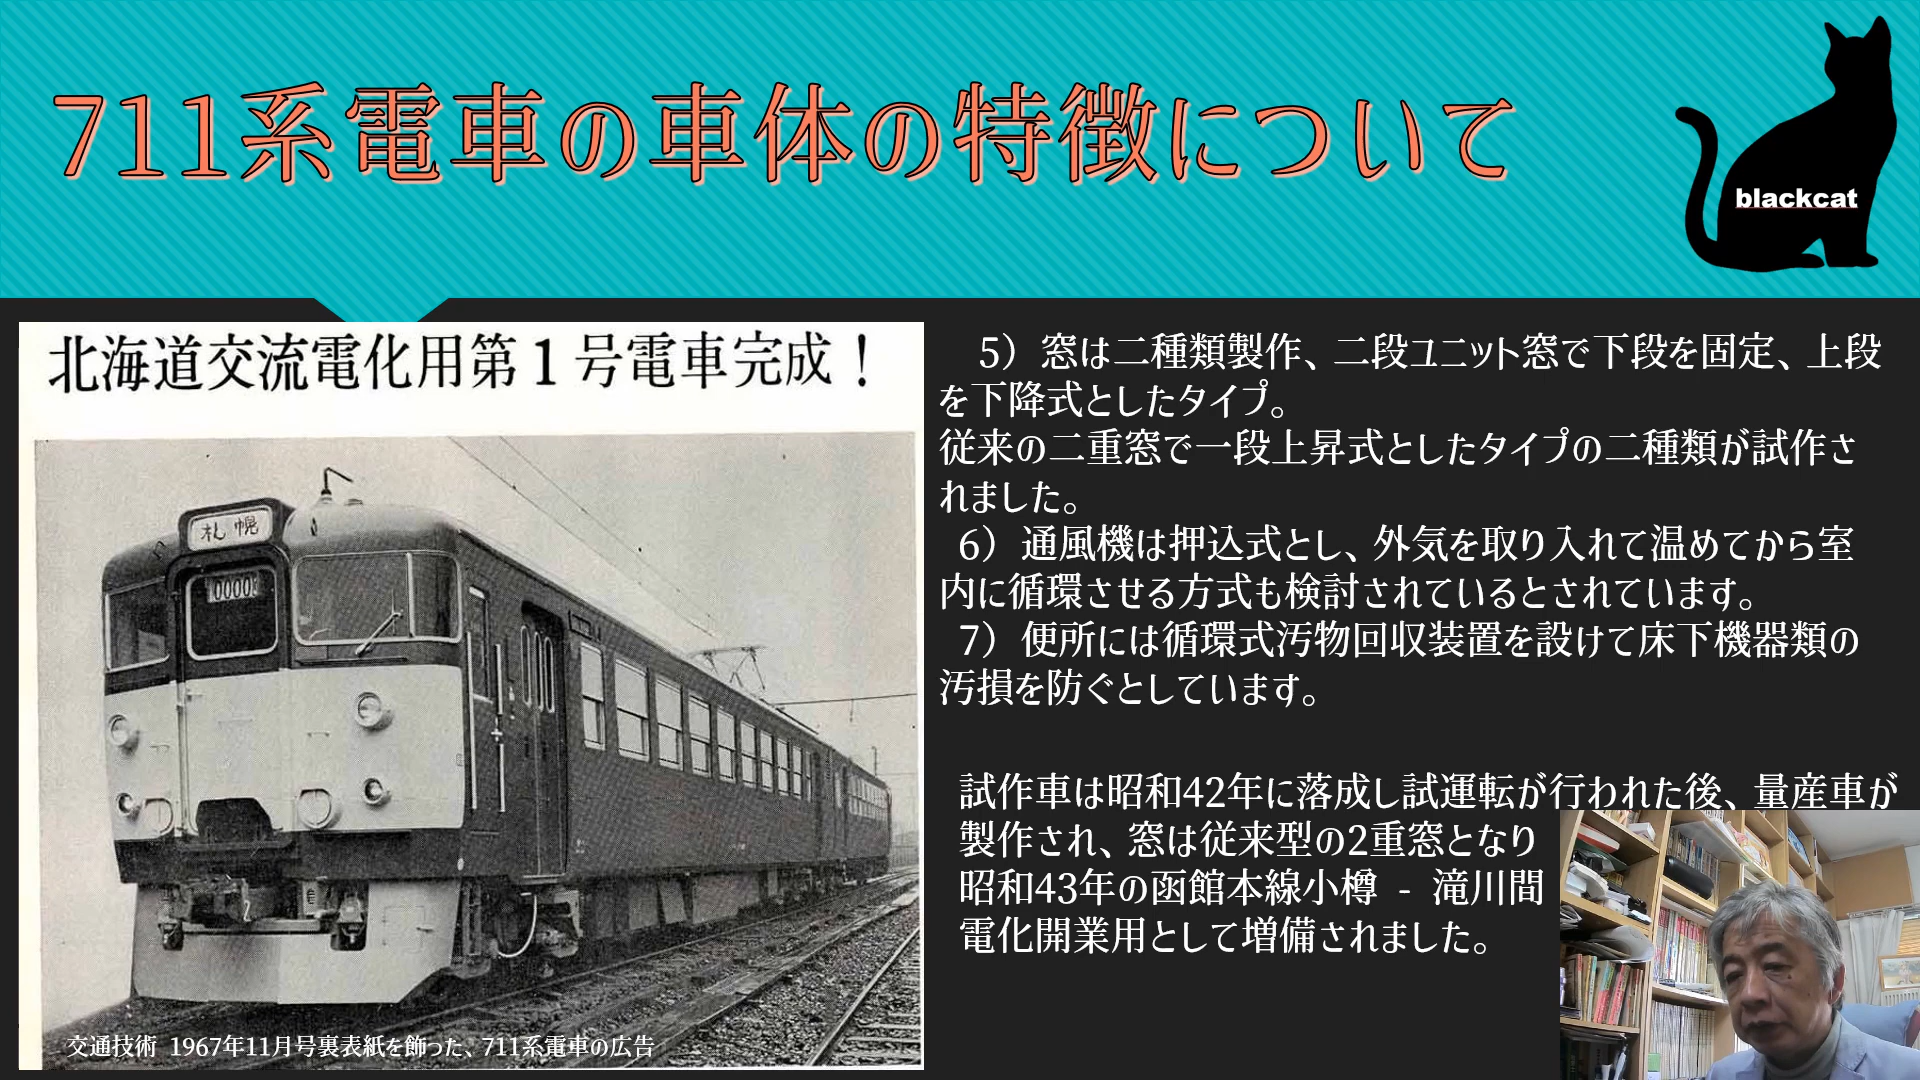 711系電車の車体の特徴について
blackcat
北海道交流電化用第1号電車完成！
札幌
交通技術 1967年11月号裏表紙を飾った、711系電車の広告
5）窓は二種類製作、二段ユニット窓で下段を固定、上段
を下降式としたタイプ。
従来の二重窓で一段上昇式としたタイプの二種類が試作さ
れました。
6）通風機は押込式とし、外気を取り入れて温めてから室
内に循環させる方式も検討されているとされています。
7）便所には循環式汚物回収装置を設けて床下機器類の
汚損を防ぐとしています。
試作車は昭和42年に落成し試運転が行われた後、量産車が
製作され、窓は従来型の2重窓となり
昭和43年の函館本線小樽 - 滝川間
電化開業用として増備されました。